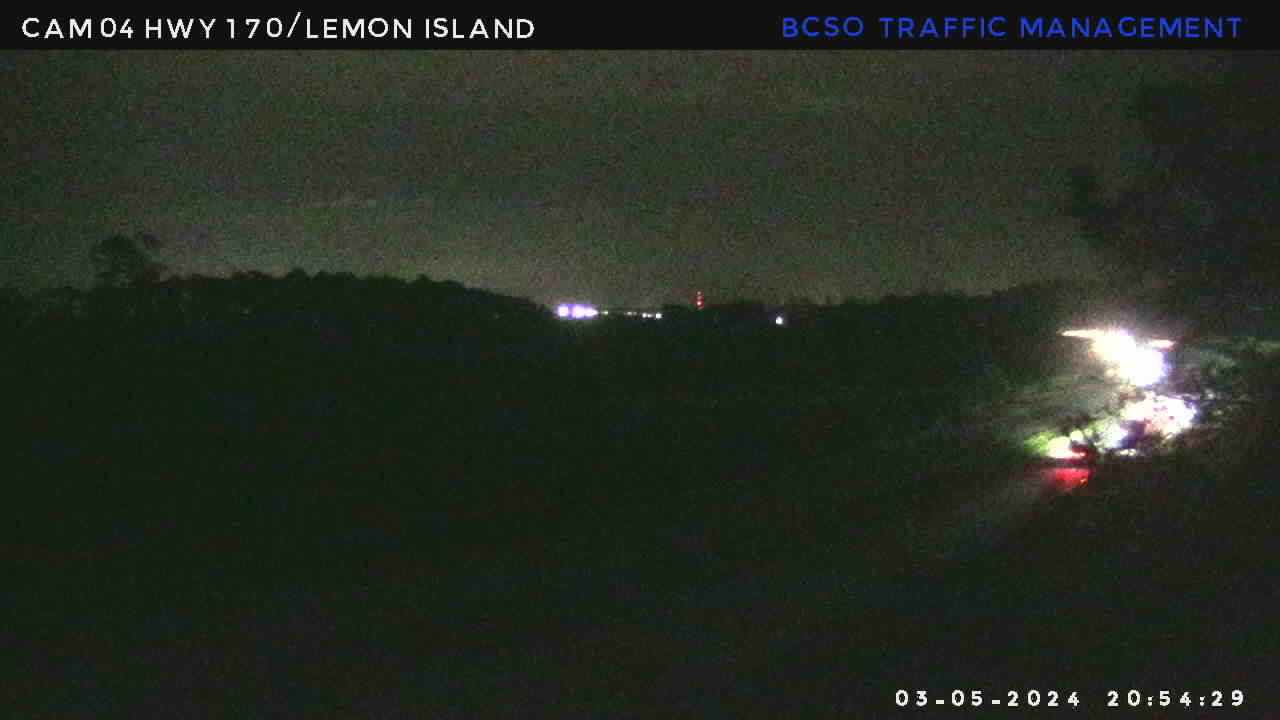 CAM04 HWY 170/LEMON ISLAND
BCSO TRAFFIC MANAGEMENT
03-05-2024 20:54:29